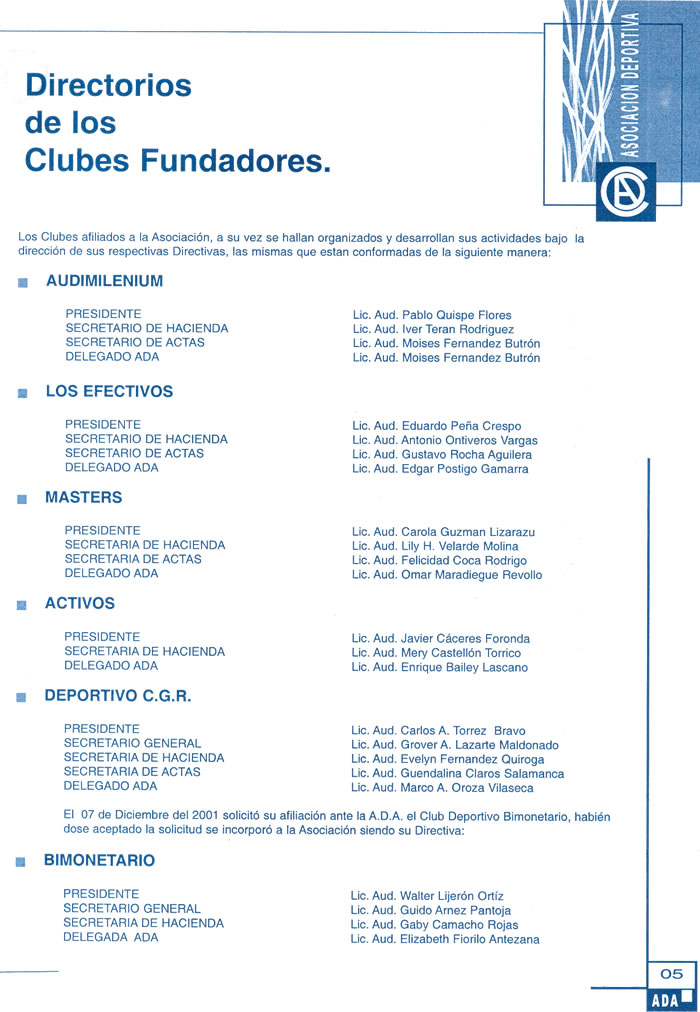 ASOCIACION DEPORTIVA
Directorios
de los
Clubes Fundadores.
Los Clubes afiliados a la Asociación, a su vez se hallan organizados y desarrollan sus actividades bajo la
dirección de sus respectivas Directivas, las mismas que estan conformadas de la siguiente manera:
AUDIMILENIUM
PRESIDENTE Lic. Aud. Pablo Quispe Flores
SECRETARIO DE HACIENDA Lic. Aud. Iver Teran Rodriguez
SECRETARIO DE ACTAS Lic. Aud. Moises Fernandez Butrón
DELEGADO ADA Lic. Aud. Moises Fernandez Butrón
LOS EFECTIVOS
PRESIDENTE Lic. Aud. Eduardo Peña Crespo
SECRETARIO DE HACIENDA Lic. Aud. Antonio Ontiveros Vargas
SECRETARIO DE ACTAS Lic. Aud. Gustavo Rocha Aguilera
DELEGADO ADA Lic. Aud. Edgar Postigo Gamarra
MASTERS
PRESIDENTE Lic. Aud. Carola Guzman Lizarazu
SECRETARIA DE HACIENDA Lic. Aud. Lily H. Velarde Molina
SECRETARIA DE ACTAS Lic. Aud. Felicidad Coca Rodrigo
DELEGADO ADA Lic. Aud. Omar Maradiegue Revollo
ACTIVOS
PRESIDENTE Lic. Aud. Javier Cáceres Foronda
SECRETARIA DE HACIENDA Lic. Aud. Mery Castellón Torrico
DELEGADO ADA Lic. Aud. Enrique Bailey Lascano
DEPORTIVO C.G.R.
PRESIDENTE Lic. Aud. Carlos A. Torrez Bravo
SECRETARIO GENERAL Lic. Aud. Grover A. Lazarte Maldonado
SECRETARIA DE HACIENDA Lic. Aud. Evelyn Fernandez Quiroga
SECRETARIA DE ACTAS Lic. Aud. Guendalina Claros Salamanca
DELEGADO ADA Lic. Aud. Marco A. Oroza Vilaseca
El 07 de Diciembre del 2001 solicitó su afiliación ante la A.D.A. el Club Deportivo Bimonetario, habién
dose aceptado la solicitud se incorporó a la Asociación siendo su Directiva:
BIMONETARIO
PRESIDENTE Lic. Aud. Walter Lijerón Ortíz
SECRETARIO GENERAL Lic. Aud. Guido Arnez Pantoja
SECRETARIA DE HACIENDA Lic. Aud. Gaby Camacho Rojas
DELEGADA ADA Lic. Aud. Elizabeth Fiorilo Antezana
05
ADA